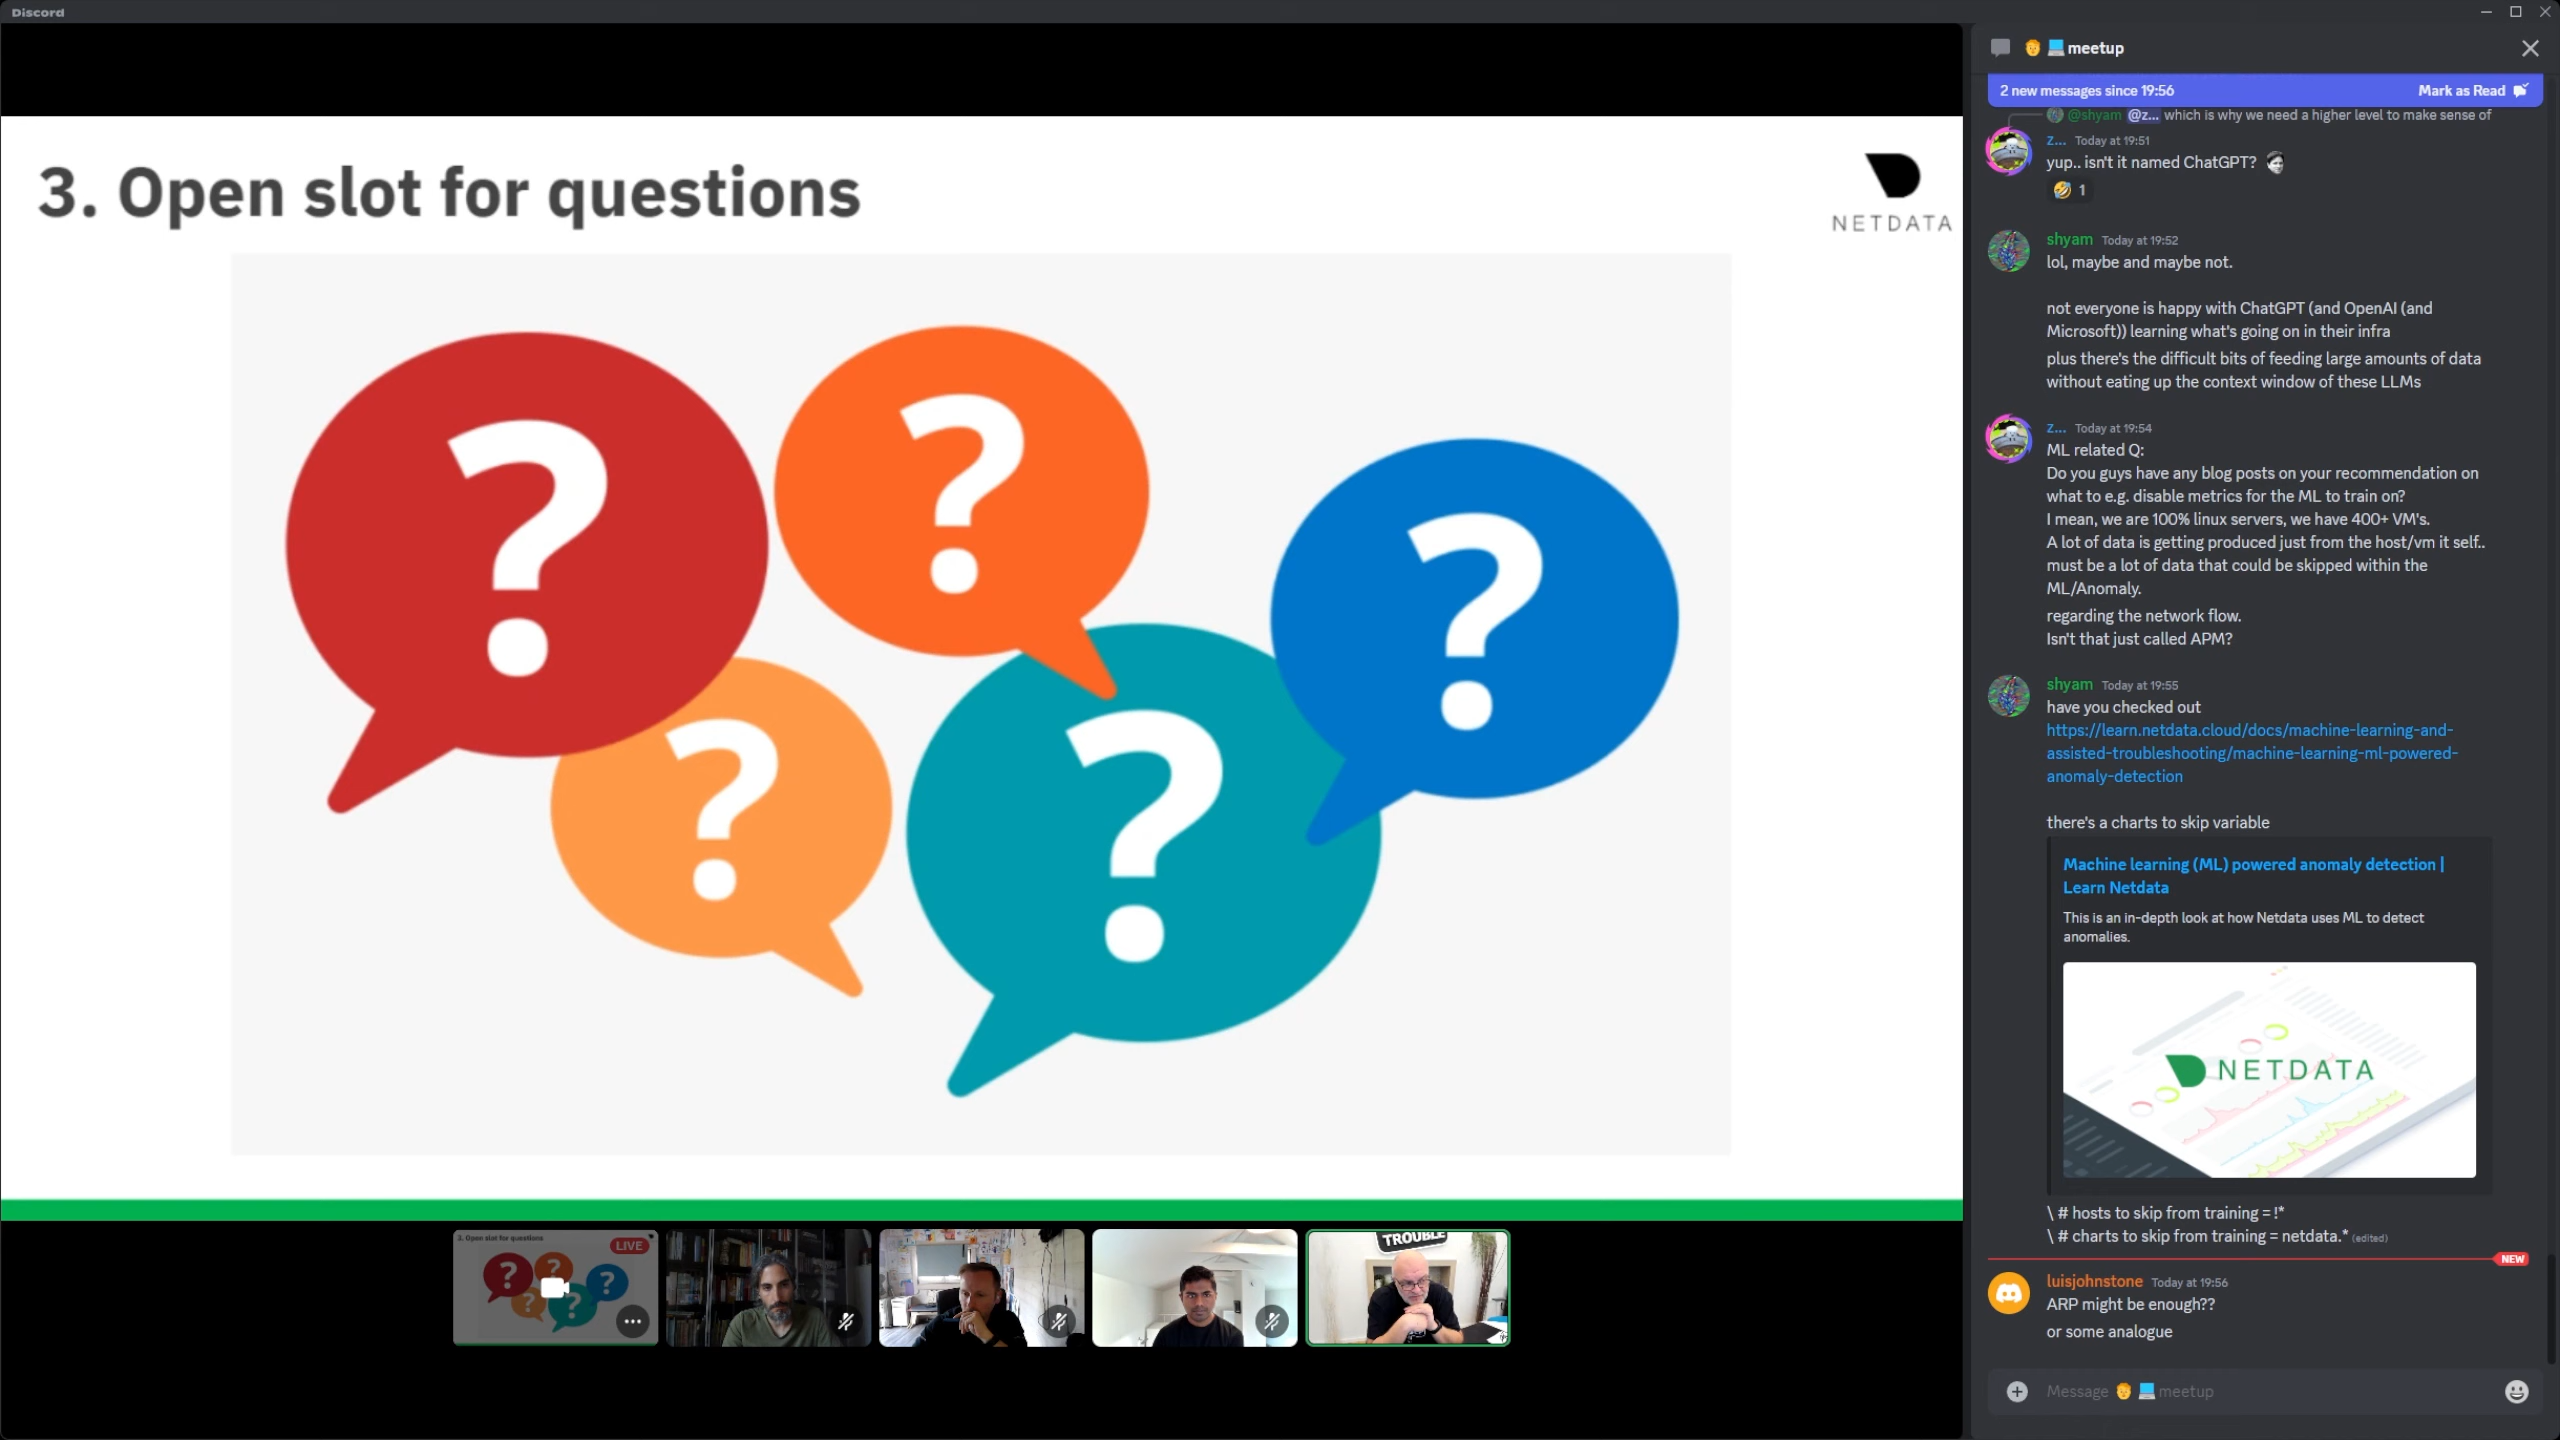 Discord
3. Open slot for questions
NETDATA
? ? ? ? ?
3. Open slot for questions
LIVE
? ? ? ? ?
TROUBLE
meetup
2 new messages since 19:56
Mark as Read
@shyam @z... which is why we need a higher level to make sense of
z... Today at 19:51
yup.. isn't it named ChatGPT?
1
shyam Today at 19:52
lol, maybe and maybe not.
not everyone is happy with ChatGPT (and OpenAI (and
Microsoft)) learning what's going on in their infra
plus there's the difficult bits of feeding large amounts of data
without eating up the context window of these LLMs
z... Today at 19:54
ML related Q:
Do you guys have any blog posts on your recommendation on
what to e.g. disable metrics for the ML to train on?
I mean, we are 100% linux servers, we have 400+ VM's.
A lot of data is getting produced just from the host/vm it self..
must be a lot of data that could be skipped within the
ML/Anomaly.
regarding the network flow.
Isn't that just called APM?
shyam Today at 19:55
have you checked out
https://learn.netdata.cloud/docs/machine-learning-and-
assisted-troubleshooting/machine-learning-ml-powered-
anomaly-detection
there's a charts to skip variable
Machine learning (ML) powered anomaly detection |
Learn Netdata
This is an in-depth look at how Netdata uses ML to detect
anomalies.
NETDATA
\ # hosts to skip from training = !*
\ # charts to skip from training = netdata.* (edited)
NEW
luisjohnstone Today at 19:56
ARP might be enough??
or some analogue
Message meetup